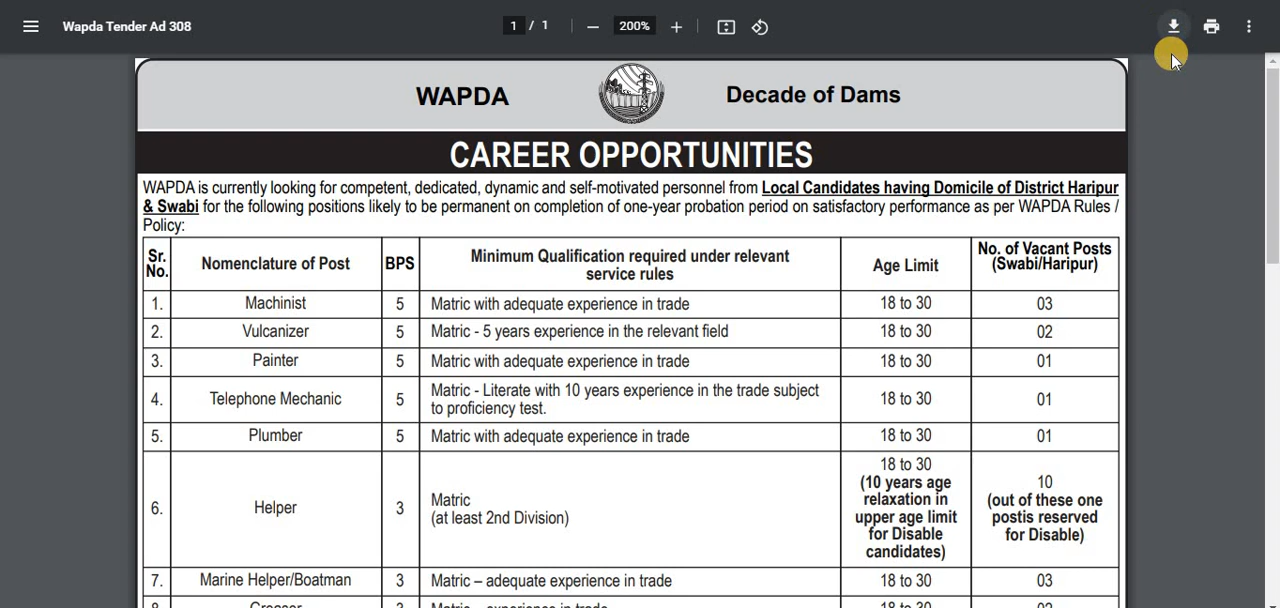 Wapda Tender Ad 308
1 / 1
200%
WAPDA
Decade of Dams
CAREER OPPORTUNITIES
WAPDA is currently looking for competent, dedicated, dynamic and self-motivated personnel from Local Candidates having Domicile of District Haripur
& Swabi for the following positions likely to be permanent on completion of one-year probation period on satisfactory performance as per WAPDA Rules /
Policy:
Sr. No. Nomenclature of Post BPS Minimum Qualification required under relevant service rules Age Limit No. of Vacant Posts (Swabi/Haripur)
1. Machinist 5 Matric with adequate experience in trade 18 to 30 03
2. Vulcanizer 5 Matric - 5 years experience in the relevant field 18 to 30 02
3. Painter 5 Matric with adequate experience in trade 18 to 30 01
4. Telephone Mechanic 5 Matric - Literate with 10 years experience in the trade subject
to proficiency test. 18 to 30 01
5. Plumber 5 Matric with adequate experience in trade 18 to 30 01
6. Helper 3 Matric
(at least 2nd Division)
18 to 30
(10 years age
relaxation in
upper age limit
for Disable
candidates)
10
(out of these one
postis reserved
for Disable)
7. Marine Helper/Boatman 3 Matric – adequate experience in trade 18 to 30 03